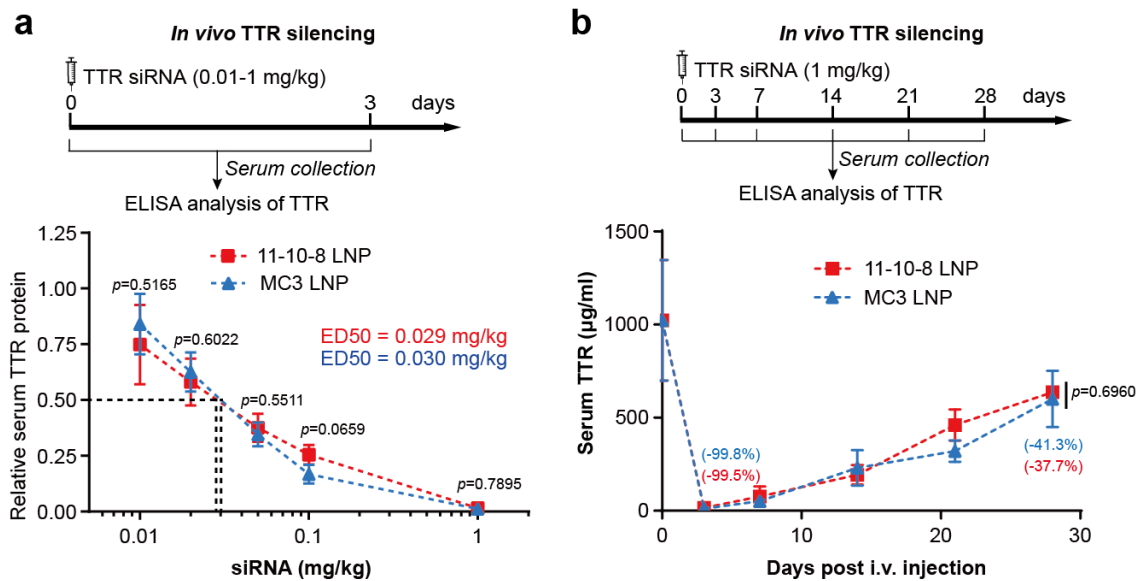 a
In vivo TTR silencing
TTR siRNA (0.01-1 mg/kg)
0 3 days
Serum collection
ELISA analysis of TTR
Relative serum TTR protein
1.25
1.00
0.75
0.50
0.25
0.00
11-10-8 LNP
MC3 LNP
p=0.5165
p=0.6022
p=0.5511
p=0.0659
p=0.7895
ED50 = 0.029 mg/kg
ED50 = 0.030 mg/kg
0.01 0.1 1
siRNA (mg/kg)
b
In vivo TTR silencing
TTR siRNA (1 mg/kg)
0 3 7 14 21 28 days
Serum collection
ELISA analysis of TTR
Serum TTR (µg/ml)
1500
1000
500
0
11-10-8 LNP
MC3 LNP
(-99.8%)
(-99.5%)
p=0.6960
(-41.3%)
(-37.7%)
0 10 20 30
Days post i.v. injection